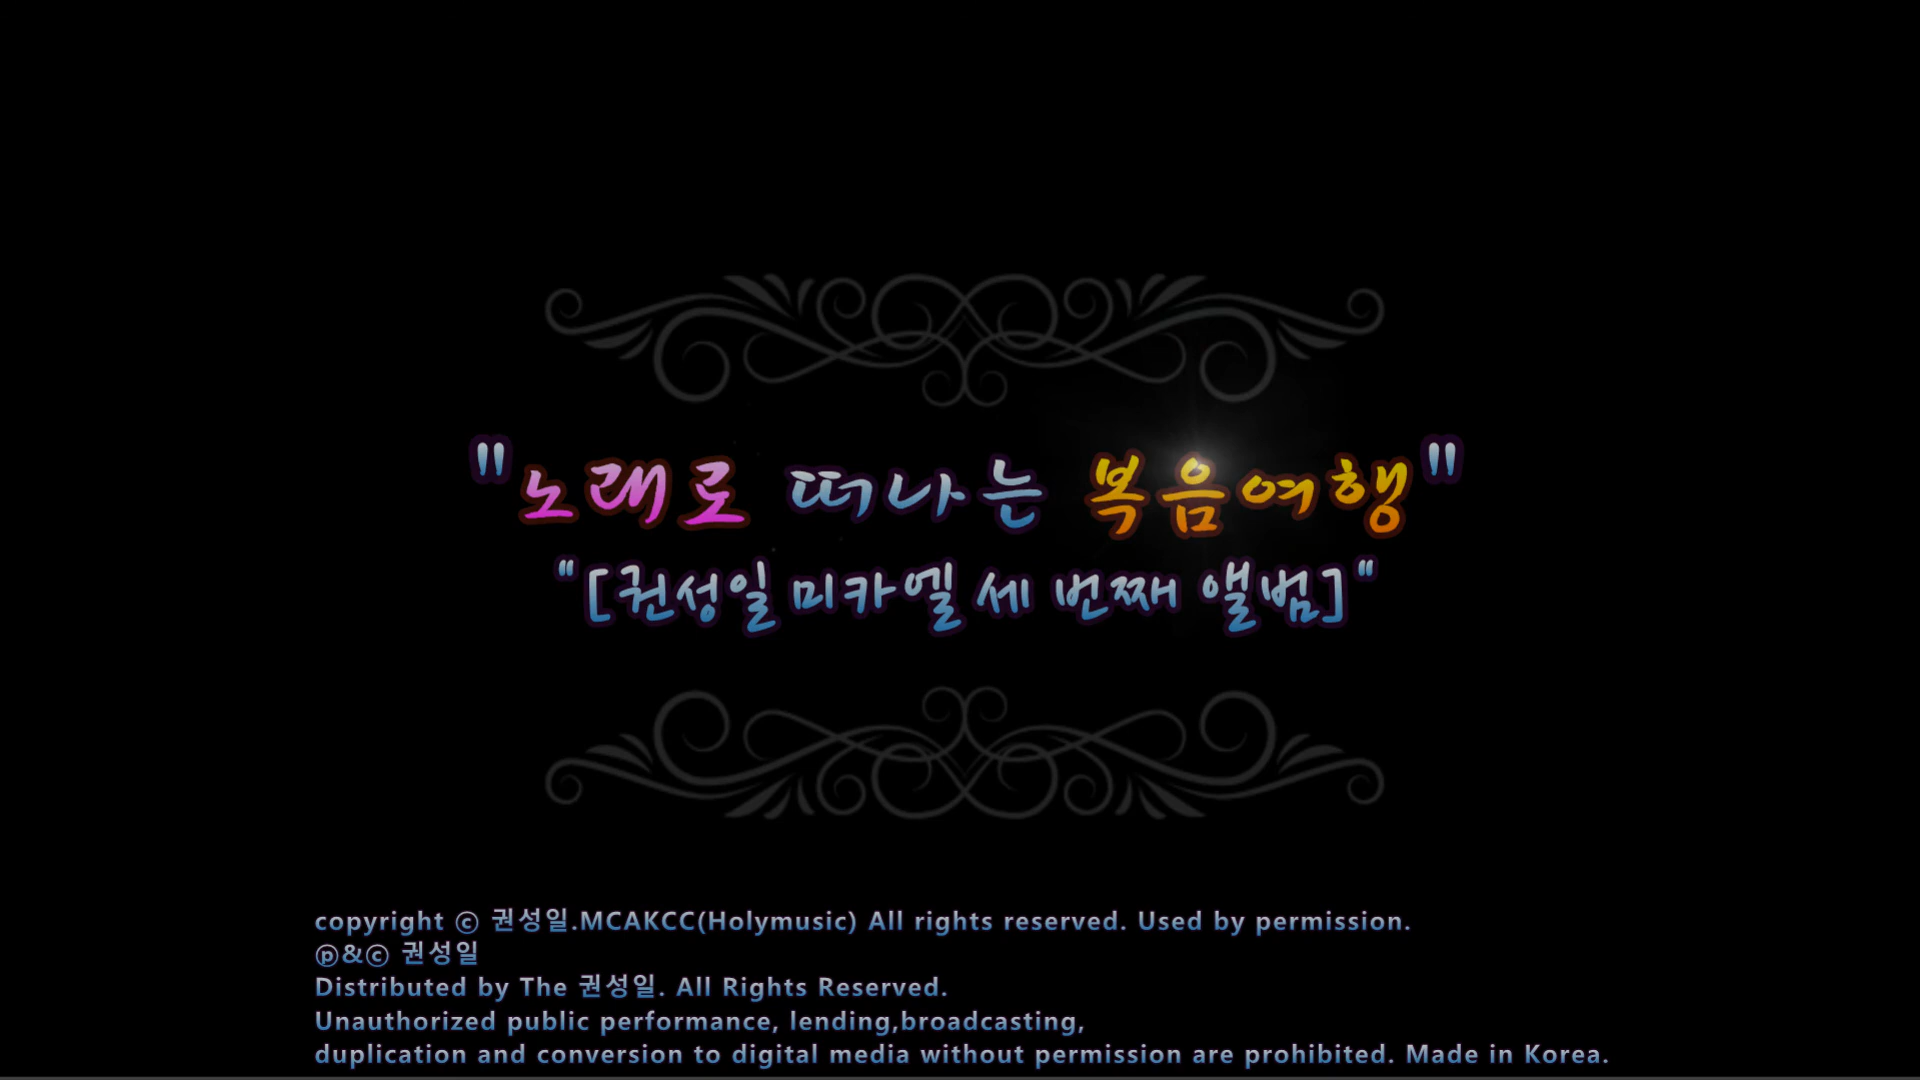 "노래로 떠나는 복음여행"
"[권성일 미카엘 세 번째 앨범]"
copyright ⓒ 권성일.MCAKCC(Holymusic) All rights reserved. Used by permission.
ⓟ&ⓒ 권성일
Distributed by The 권성일. All Rights Reserved.
Unauthorized public performance, lending,broadcasting,
duplication and conversion to digital media without permission are prohibited. Made in Korea.